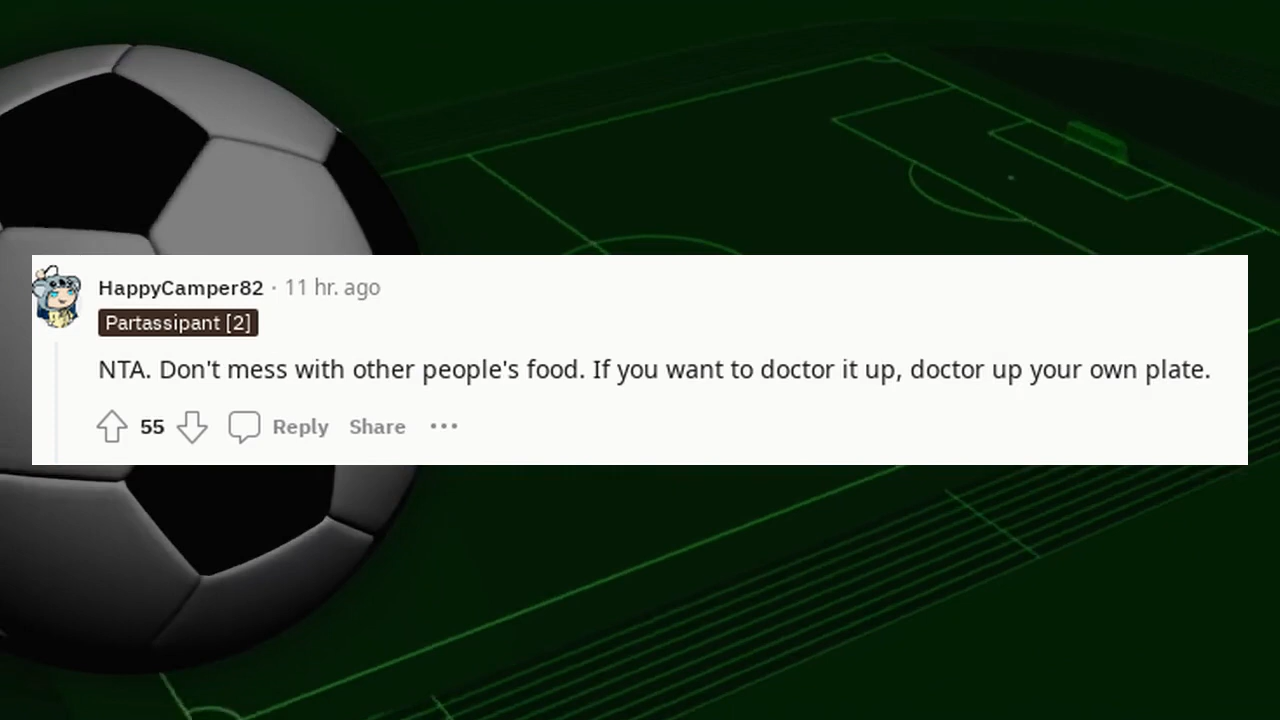 HappyCamper82 · 11 hr. ago
Partassipant [2]
NTA. Don't mess with other people's food. If you want to doctor it up, doctor up your own plate.
55 Reply Share •••